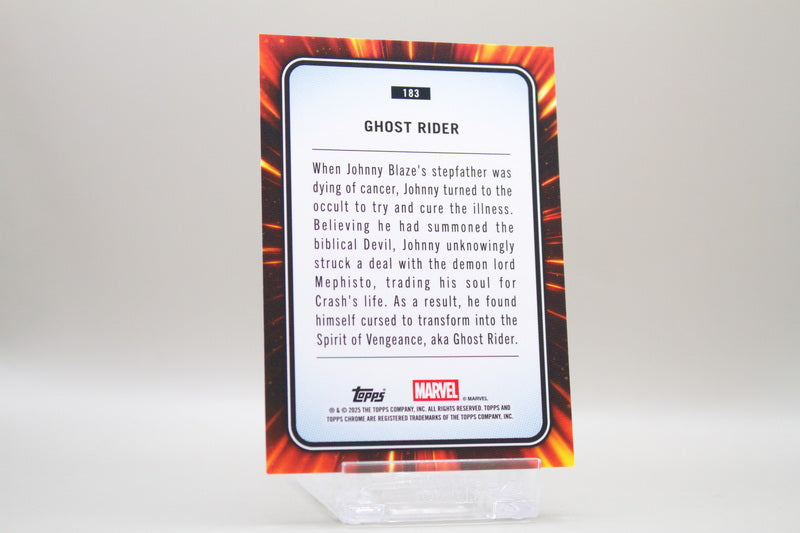 183
GHOST RIDER
When Johnny Blaze's stepfather was
dying of cancer, Johnny turned to the
occult to try and cure the illness.
Believing he had summoned the
biblical Devil, Johnny unknowingly
struck a deal with the demon lord
Mephisto, trading his soul for
Crash's life. As a result, he found
himself cursed to transform into the
Spirit of Vengeance, aka Ghost Rider.
Topps® MARVEL © MARVEL
® & © 2025 THE TOPPS COMPANY, INC. ALL RIGHTS RESERVED. TOPPS AND
TOPPS CHROME ARE REGISTERED TRADEMARKS OF THE TOPPS COMPANY, INC.